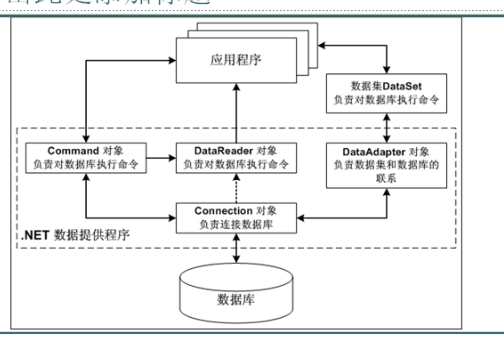 应用程序
数据集DataSet
负责对数据库执行命令
Command 对象
负责对数据库执行命令
DataReader 对象
负责对数据库执行命令
DataAdapter 对象
负责数据集和数据库的
联系
Connection 对象
负责连接数据库
.NET 数据提供程序
数据库